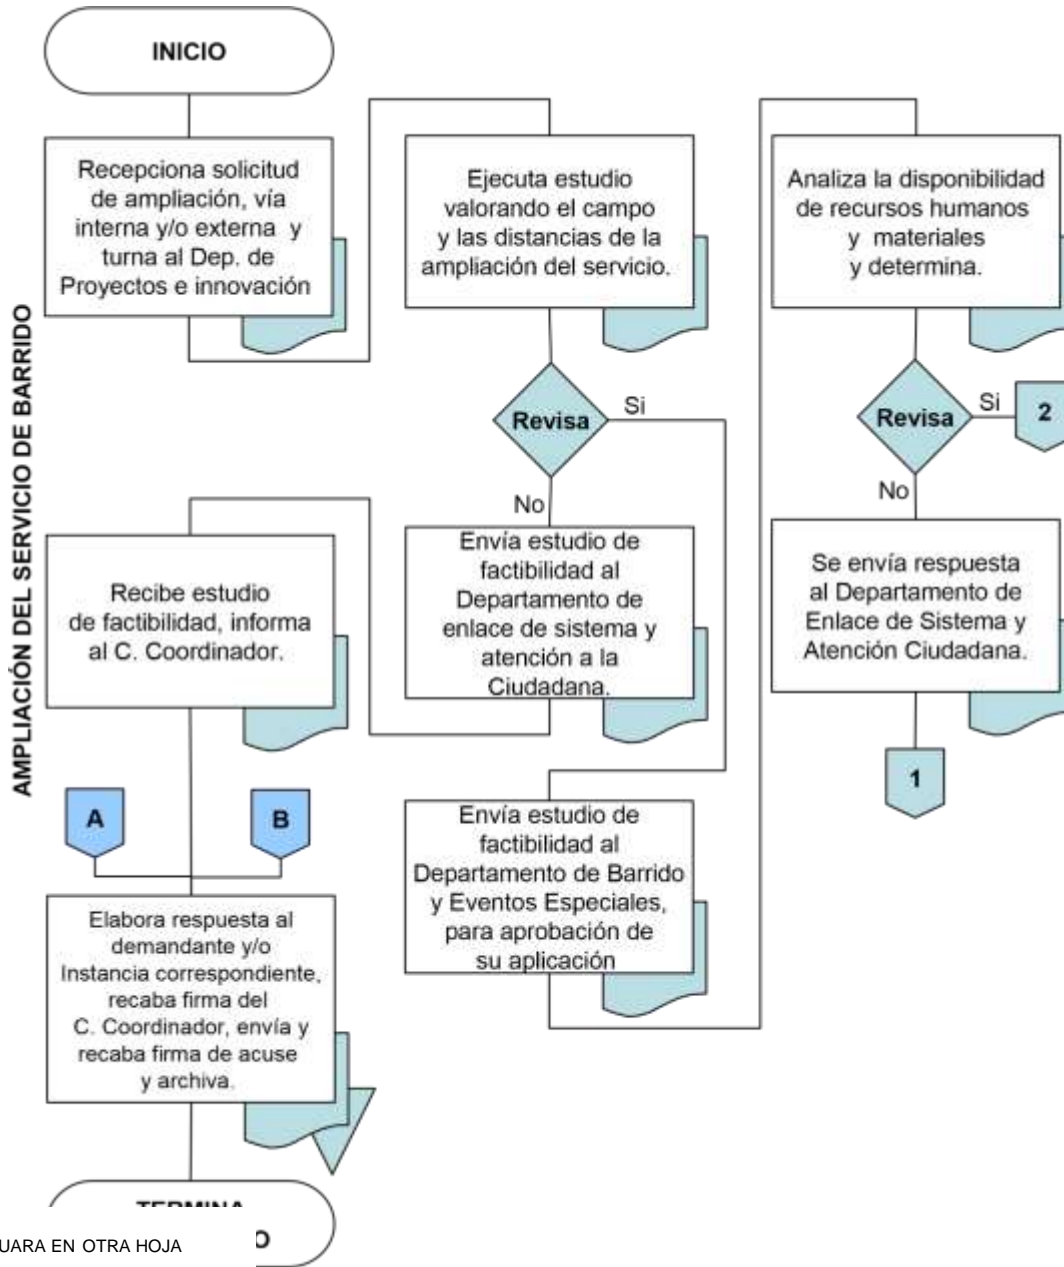 AMPLIACIÓN DEL SERVICIO DE BARRIDO
INICIO
Recepciona solicitud
de ampliación, vía
interna y/o externa y
turna al Dep. de
Proyectos e innovación
Ejecuta estudio
valorando el campo
y las distancias de la
ampliación del servicio.
Revisa
Si
No
Envía estudio de
factibilidad al
Departamento de
enlace de sistema y
atención a la
Ciudadana.
Recibe estudio
de factibilidad, informa
al C. Coordinador.
A
B
Elabora respuesta al
demandante y/o
Instancia correspondiente,
recaba firma del
C. Coordinador, envía y
recaba firma de acuse
y archiva.
Envía estudio de
factibilidad al
Departamento de Barrido
y Eventos Especiales,
para aprobación de
su aplicación
Analiza la disponibilidad
de recursos humanos
y materiales
y determina.
Revisa
Si
2
No
Se envía respuesta
al Departamento de
Enlace de Sistema y
Atención Ciudadana.
1
TERMINA
UARA EN OTRA HOJA